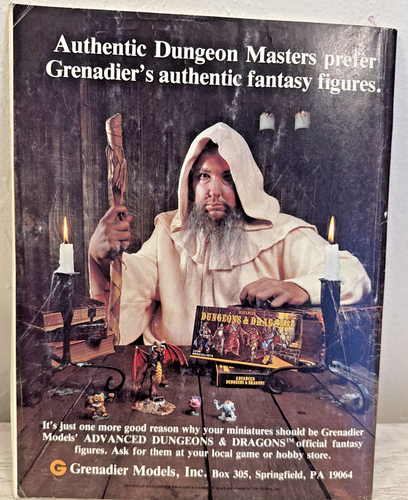 Authentic Dungeon Masters prefer
Grenadier's authentic fantasy figures.
ADVANCED
DUNGEONS & DRAGONS
ADVANCED
DUNGEONS & DRAGONS
It's just one more good reason why your miniatures should be Grenadier
Models' ADVANCED DUNGEONS & DRAGONS™ official fantasy
figures. Ask for them at your local game or hobby store.
G Grenadier Models, Inc. Box 305, Springfield, PA 19064